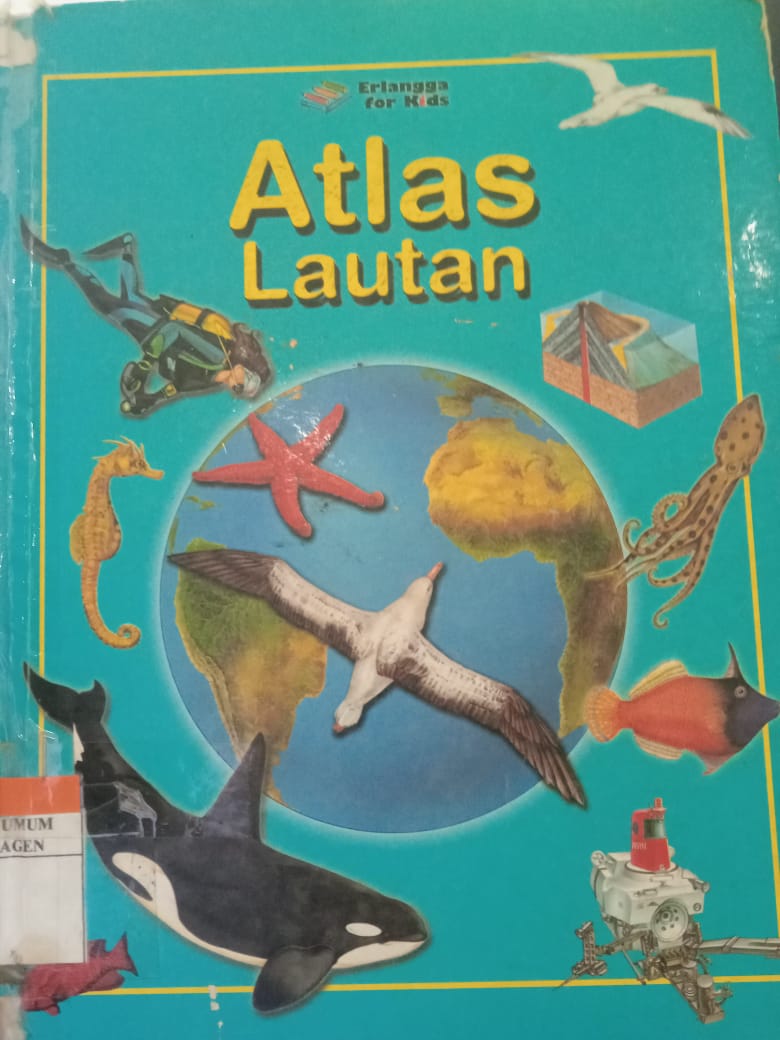 Erlangga
for Kids
Atlas
Lautan
UMUM
AGEN